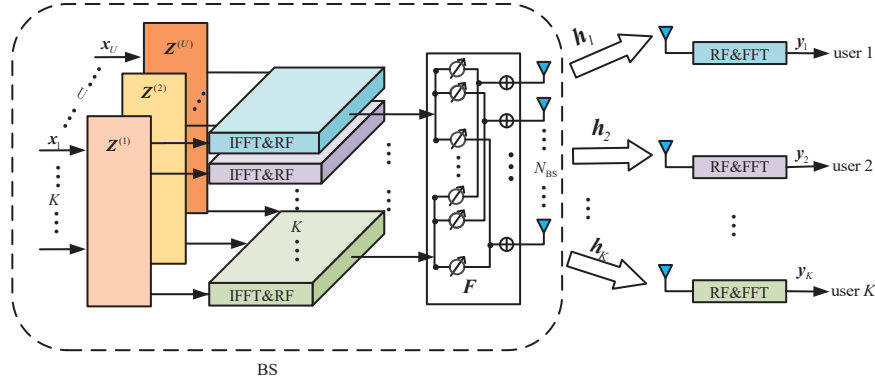 x_U
Z^(U)
U
Z^(2)
x_1
Z^(1)
K
IFFT&RF
IFFT&RF
K
IFFT&RF
F
N_BS
BS
h_1
h_2
h_K
RF&FFT
y_1
user 1
RF&FFT
y_2
user 2
RF&FFT
y_K
user K